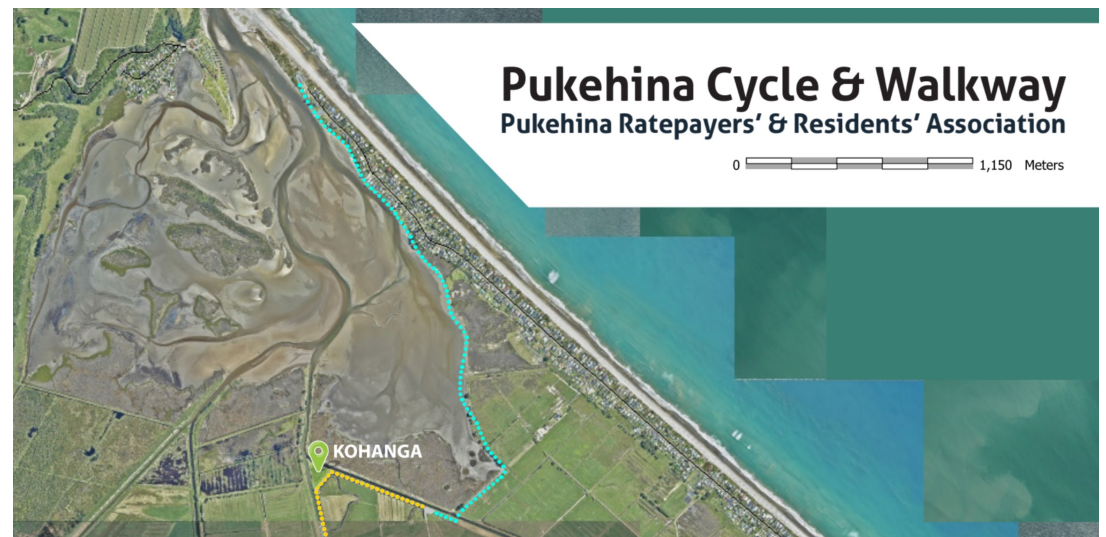 Pukehina Cycle & Walkway
Pukehina Ratepayers' & Residents' Association
0 1,150 Meters
KOHANGA